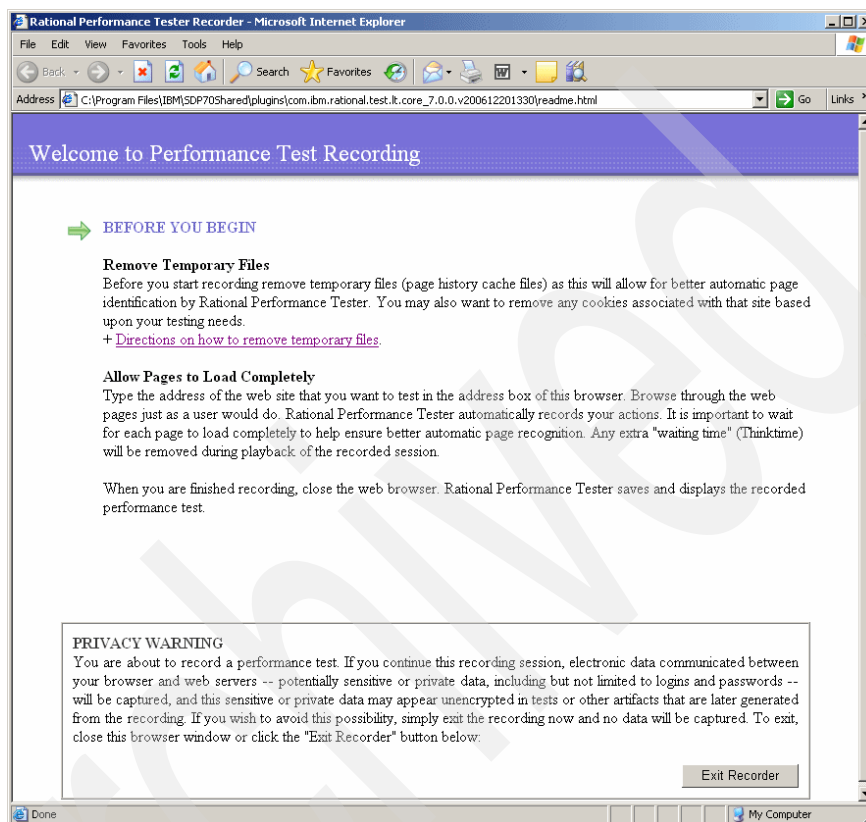 Rational Performance Tester Recorder - Microsoft Internet Explorer
File Edit View Favorites Tools Help
Back Search Favorites
Address C:\Program Files\IBM\SDP70Shared\plugins\com.ibm.rational.test.lt.core_7.0.0.v200612201330\readme.html Go Links »
Welcome to Performance Test Recording
BEFORE YOU BEGIN
Remove Temporary Files
Before you start recording remove temporary files (page history cache files) as this will allow for better automatic page
identification by Rational Performance Tester. You may also want to remove any cookies associated with that site based
upon your testing needs.
+ Directions on how to remove temporary files.
Allow Pages to Load Completely
Type the address of the web site that you want to test in the address box of this browser. Browse through the web
pages just as a user would do. Rational Performance Tester automatically records your actions. It is important to wait
for each page to load completely to help ensure better automatic page recognition. Any extra "waiting time" (Thinktime)
will be removed during playback of the recorded session.
When you are finished recording, close the web browser. Rational Performance Tester saves and displays the recorded
performance test.
PRIVACY WARNING
You are about to record a performance test. If you continue this recording session, electronic data communicated between
your browser and web servers -- potentially sensitive or private data, including but not limited to logins and passwords --
will be captured, and this sensitive or private data may appear unencrypted in tests or other artifacts that are later generated
from the recording. If you wish to avoid this possibility, simply exit the recording now and no data will be captured. To exit,
close this browser window or click the "Exit Recorder" button below:
Exit Recorder
Done My Computer